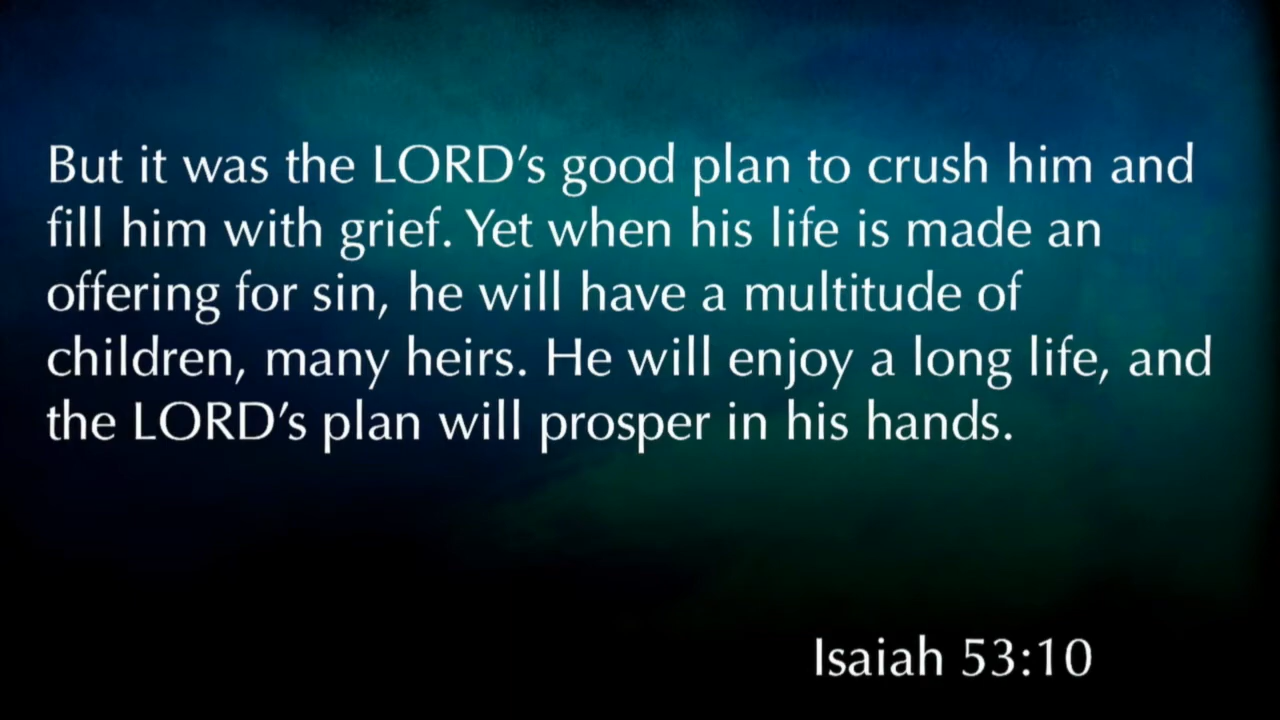 But it was the LORD’s good plan to crush him and
fill him with grief. Yet when his life is made an
offering for sin, he will have a multitude of
children, many heirs. He will enjoy a long life, and
the LORD’s plan will prosper in his hands.
Isaiah 53:10